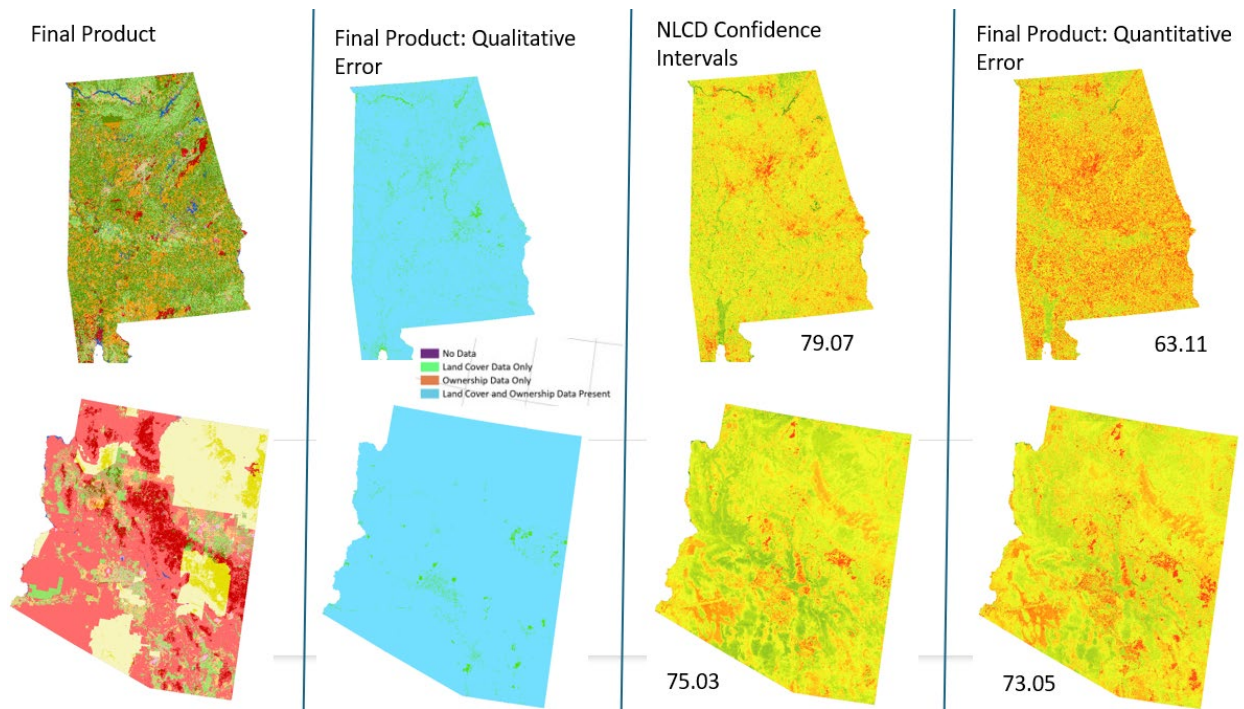 Final Product
Final Product: Qualitative
Error
NLCD Confidence
Intervals
Final Product: Quantitative
Error
79.07
63.11
No Data
Land Cover Data Only
Ownership Data Only
Land Cover and Ownership Data Present
75.03
73.05